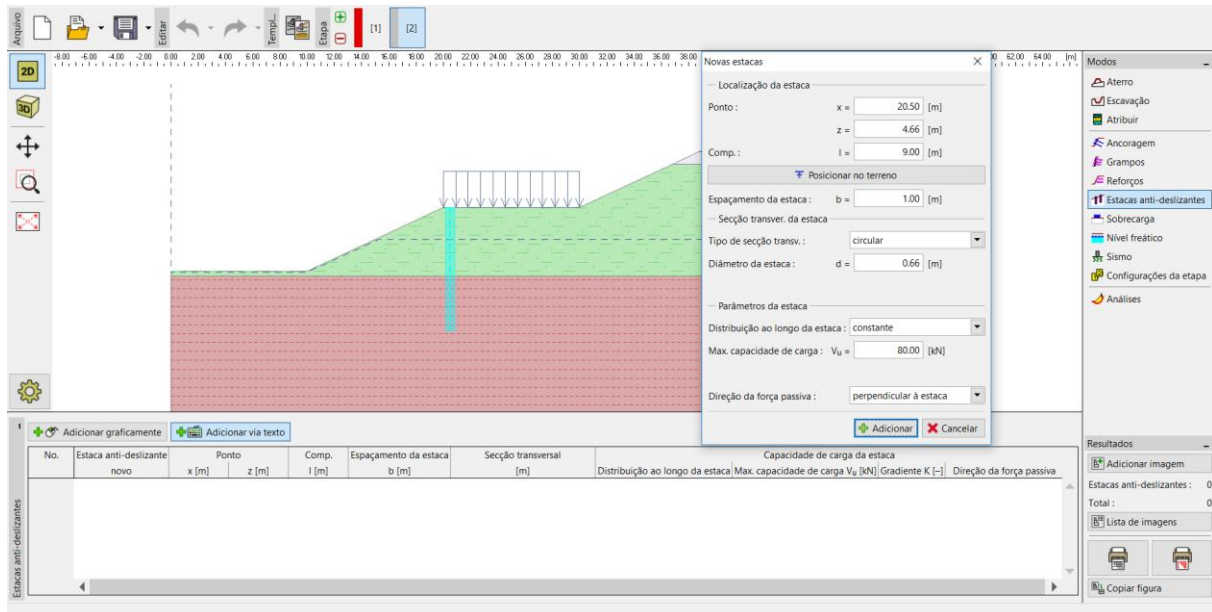 Arquivo
Editar
Templ...
Etapa
[1]
[2]
2D
3D
-8.00 -6.00 -4.00 -2.00 0.00 2.00 4.00 6.00 8.00 10.00 12.00 14.00 16.00 18.00 20.00 22.00 24.00 26.00 28.00 30.00 32.00 34.00 36.00 38.00
62.00 64.00 [m]
Novas estacas
Localização da estaca
Ponto : x = 20.50 [m]
z = 4.66 [m]
Comp. : l = 9.00 [m]
Posicionar no terreno
Espaçamento da estaca : b = 1.00 [m]
Secção transver. da estaca
Tipo de secção transv. : circular
Diâmetro da estaca : d = 0.66 [m]
Parâmetros da estaca
Distribuição ao longo da estaca : constante
Max. capacidade de carga : Vu = 80.00 [kN]
Direção da força passiva : perpendicular à estaca
Adicionar Cancelar
Modos
Aterro
Escavação
Atribuir
Ancoragem
Grampos
Reforços
Estacas anti-deslizantes
Sobrecarga
Nível freático
Sismo
Configurações da etapa
Análises
Adicionar graficamente Adicionar via texto
No. Estaca anti-deslizante Ponto Comp. Espaçamento da estaca Secção transversal Capacidade de carga da estaca
novo x [m] z [m] l [m] b [m] [m] Distribuição ao longo da estaca Max. capacidade de carga Vu [kN] Gradiente K [–] Direção da força passiva
Estacas anti-deslizantes
Resultados
Adicionar imagem
Estacas anti-deslizantes : 0
Total : 0
Lista de imagens
Copiar figura